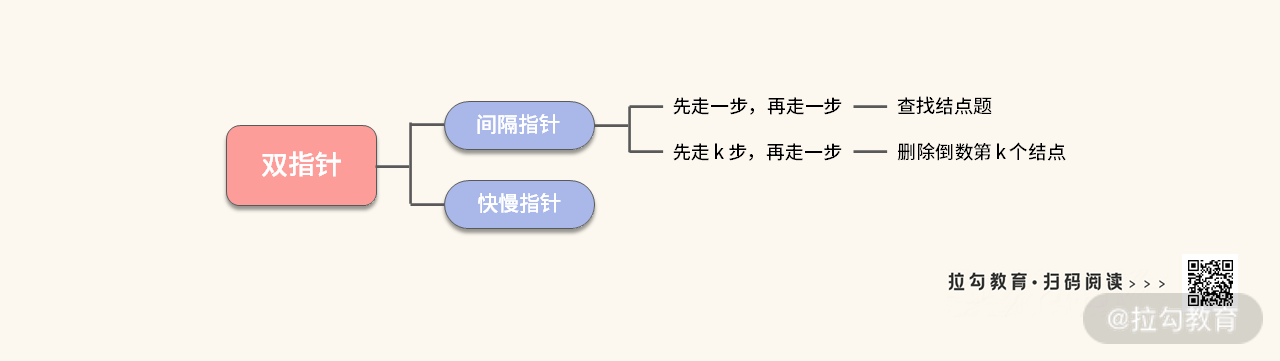 双指针
间隔指针
先走一步，再走一步
查找结点题
先走 k 步，再走一步
删除倒数第 k 个结点
快慢指针
拉勾教育·扫码阅读>>>
@拉勾教育